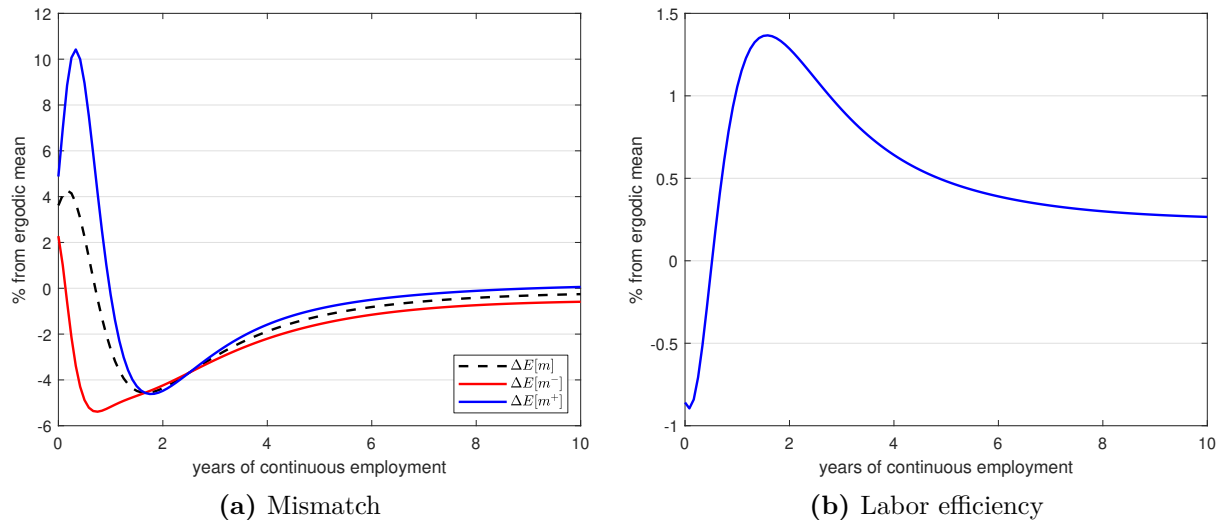 12
10
8
6
4
2
0
-2
-4
-6
% from ergodic mean
0 2 4 6 8 10
years of continuous employment
ΔE[m]
ΔE[m⁻]
ΔE[m⁺]
(a) Mismatch
1.5
1
0.5
0
-0.5
-1
% from ergodic mean
0 2 4 6 8 10
years of continuous employment
(b) Labor efficiency